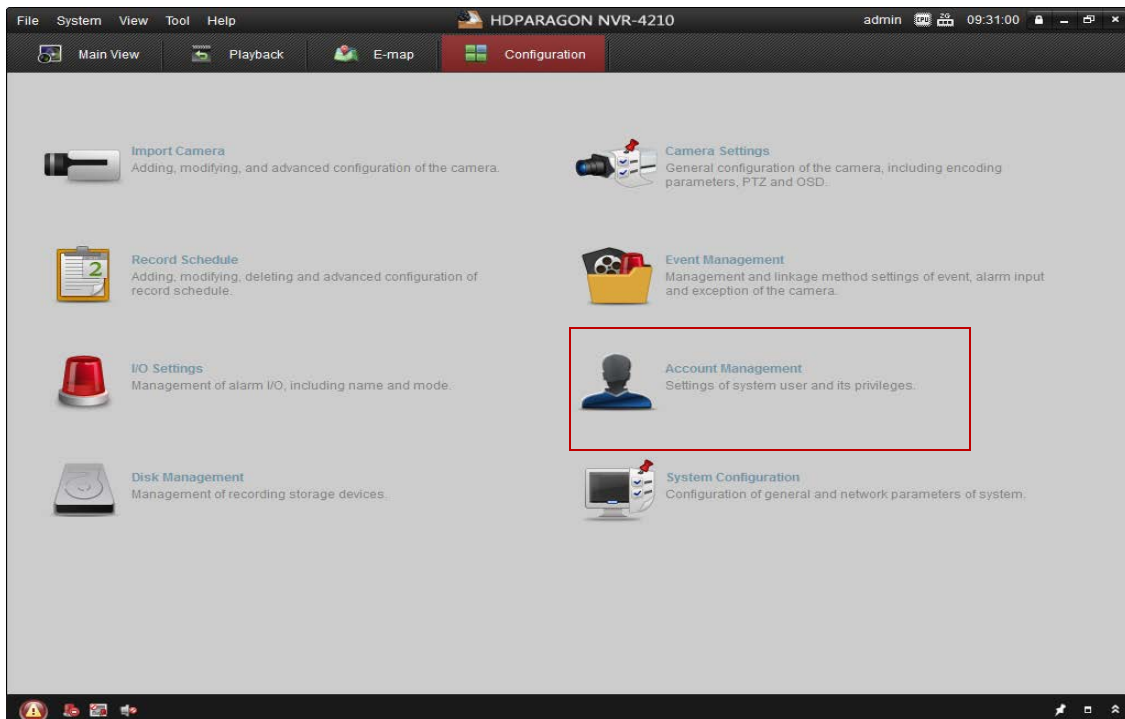 File System View Tool Help HDPARAGON NVR-4210 admin CPU 2G 09:31:00
Main View Playback E-map Configuration
Import Camera
Adding, modifying, and advanced configuration of the camera.
Camera Settings
General configuration of the camera, including encoding
parameters, PTZ and OSD.
Record Schedule
Adding, modifying, deleting and advanced configuration of
record schedule.
2
Event Management
Management and linkage method settings of event, alarm input
and exception of the camera.
I/O Settings
Management of alarm I/O, including name and mode.
Account Management
Settings of system user and its privileges.
Disk Management
Management of recording storage devices.
System Configuration
Configuration of general and network parameters of system.